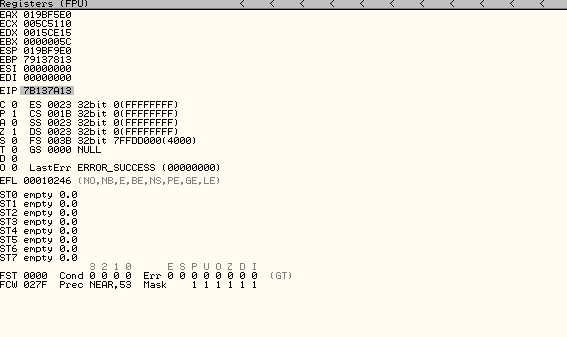 Registers (FPU) < < < < < < < < <
EAX 019BF5E0
ECX 005C5110
EDX 0015CE15
EBX 0000005C
ESP 019BF9E0
EBP 79137813
ESI 00000000
EDI 00000000
EIP 7B137A13
C 0 ES 0023 32bit 0(FFFFFFFF)
P 1 CS 001B 32bit 0(FFFFFFFF)
A 0 SS 0023 32bit 0(FFFFFFFF)
Z 1 DS 0023 32bit 0(FFFFFFFF)
S 0 FS 003B 32bit 7FFDD000(4000)
T 0 GS 0000 NULL
D 0
O 0 LastErr ERROR_SUCCESS (00000000)
EFL 00010246 (NO,NB,E,BE,NS,PE,GE,LE)
ST0 empty 0.0
ST1 empty 0.0
ST2 empty 0.0
ST3 empty 0.0
ST4 empty 0.0
ST5 empty 0.0
ST6 empty 0.0
ST7 empty 0.0
3 2 1 0 E S P U O Z D I
FST 0000 Cond 0 0 0 0 Err 0 0 0 0 0 0 0 0 (GT)
FCW 027F Prec NEAR,53 Mask 1 1 1 1 1 1